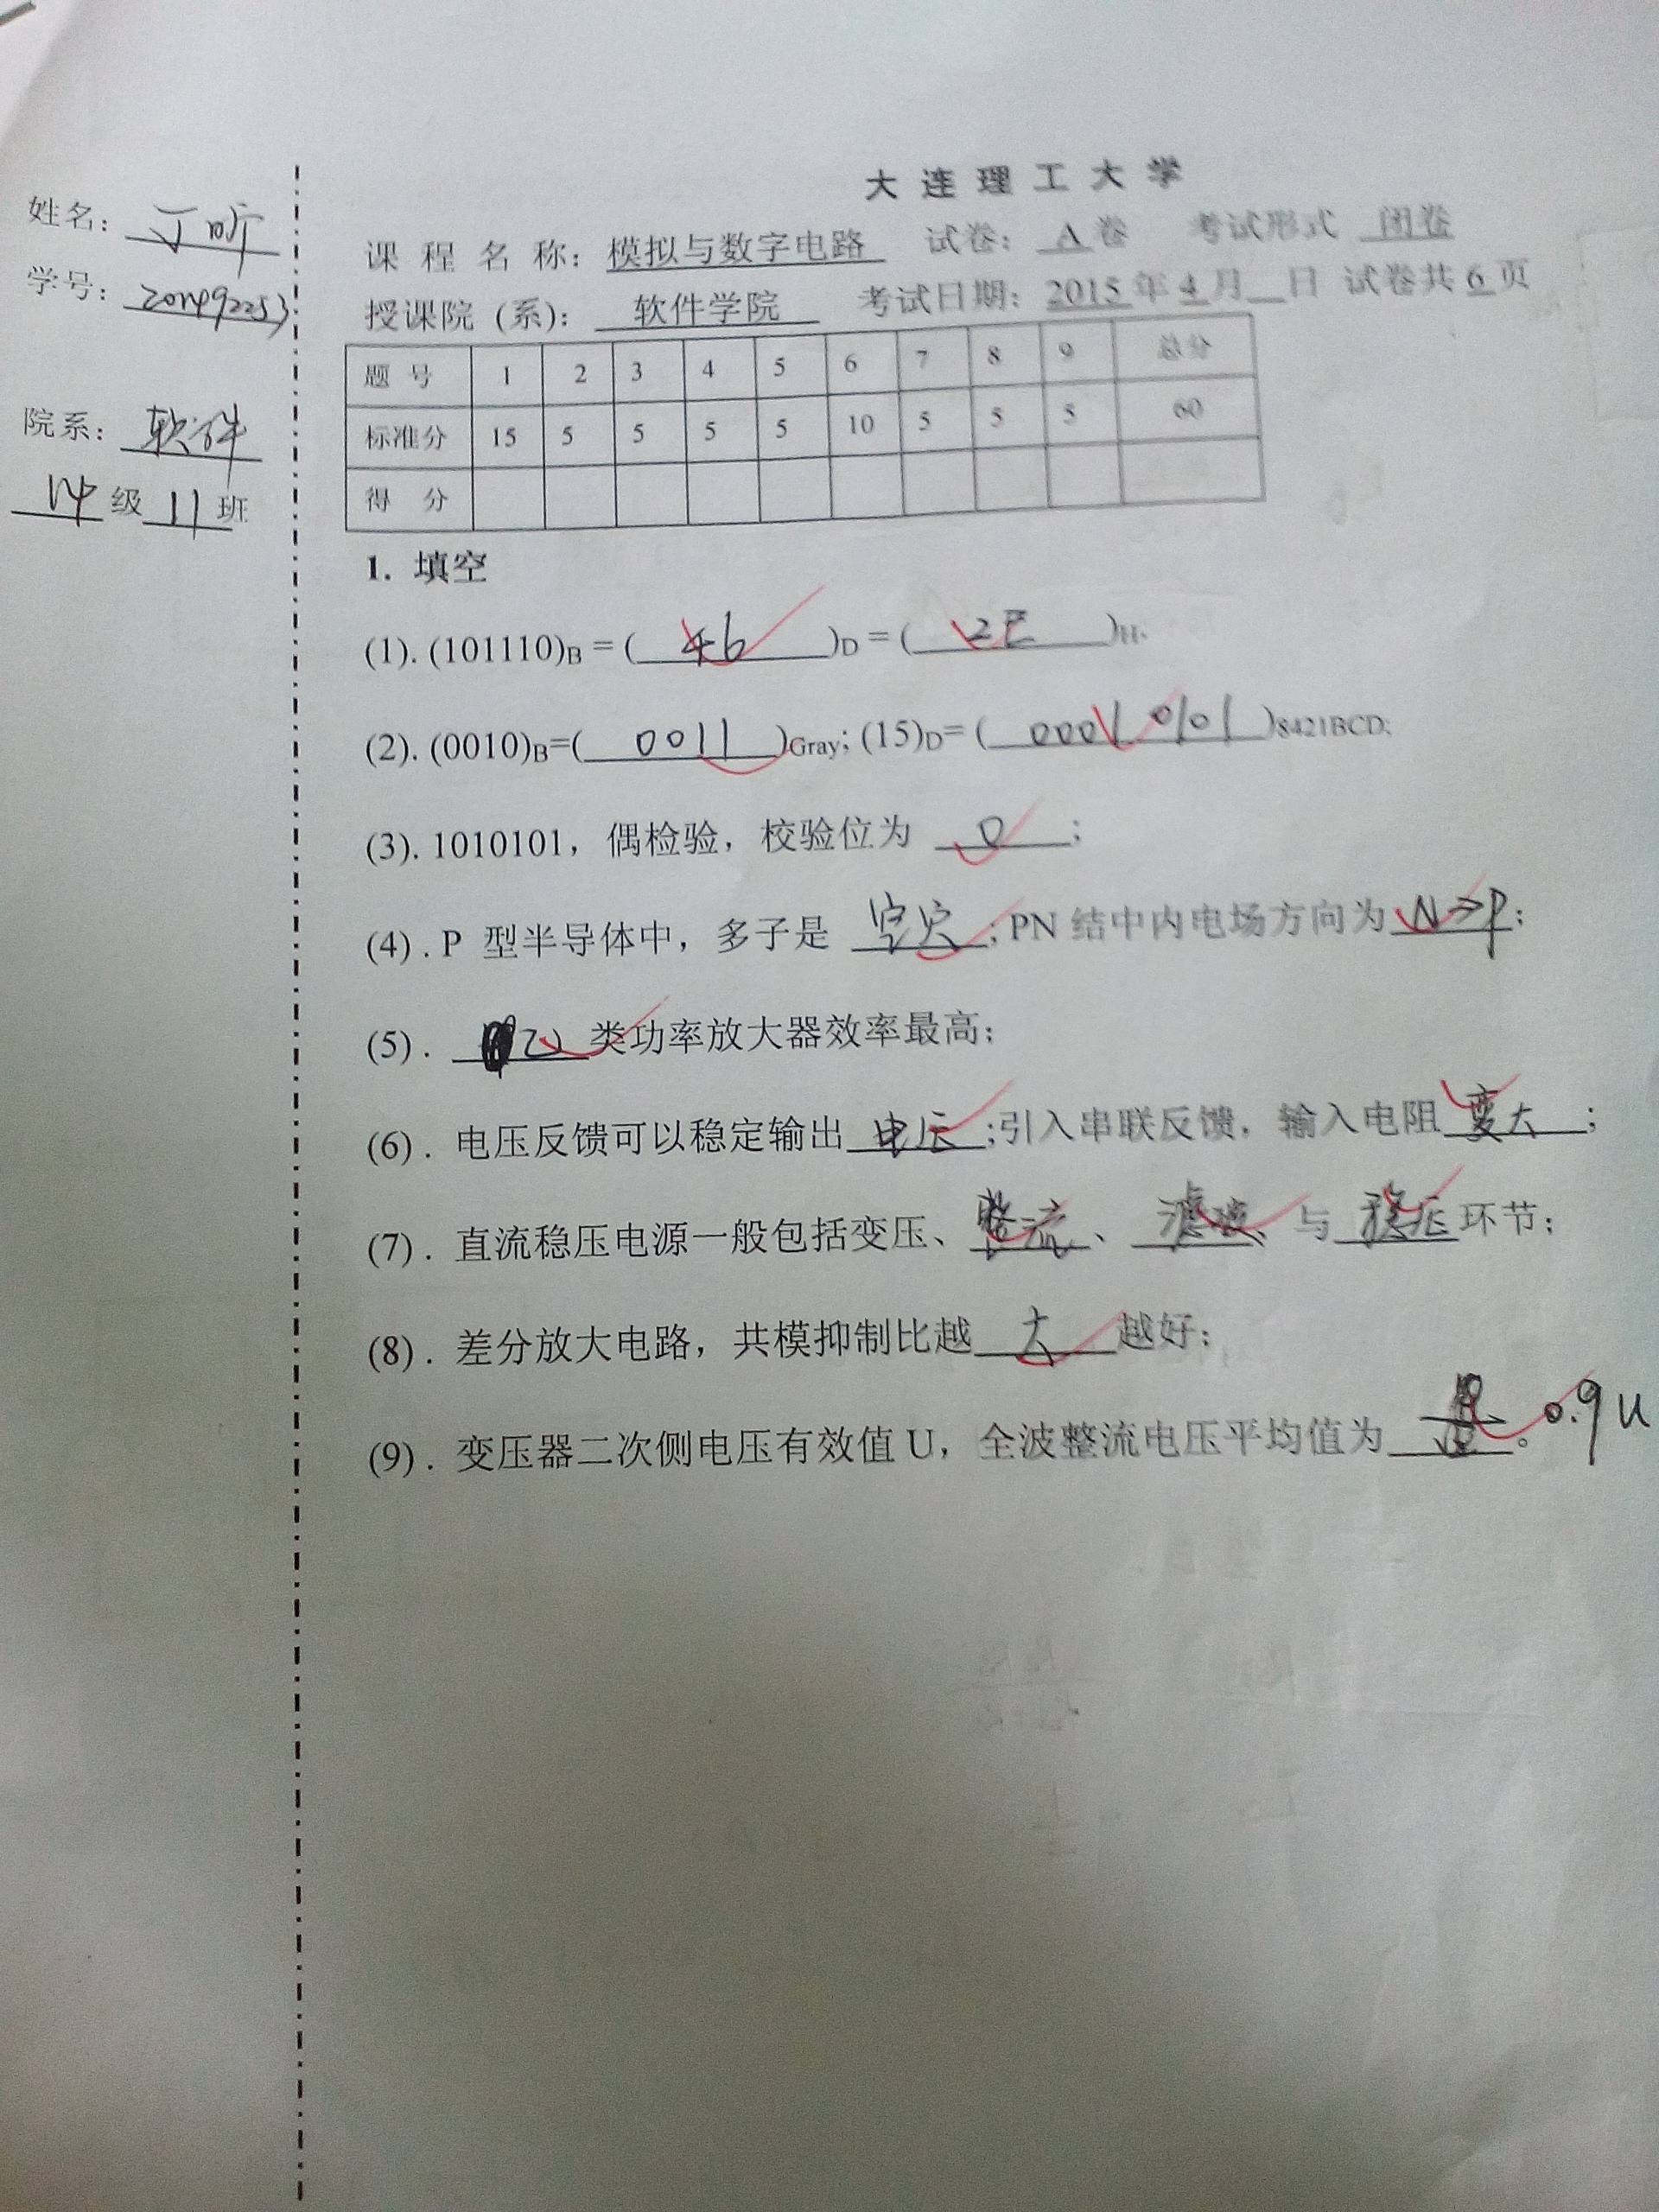 大连理工大学
姓名：丁昕
课程名称：模拟与数字电路 试卷：A卷 考试形式 闭卷
学号：201492253
授课院（系）：软件学院 考试日期：2015年4月__日 试卷共6页
题号 1 2 3 4 5 6 7 8 9 总分
标准分 15 5 5 5 5 10 5 5 5 60
得分
院系：软件
14级11班
1. 填空
(1). (101110)B = ( 46 )D = ( 2E )H.
(2). (0010)B=( 0011 )Gray; (15)D= ( 0001 0101 )8421BCD;
(3). 1010101，偶检验，校验位为 0 ；
(4) . P 型半导体中，多子是 空穴 ; PN 结中内电场方向为 N→P ;
(5) . 乙 类功率放大器效率最高；
(6) . 电压反馈可以稳定输出 电压 ;引入串联反馈，输入电阻 变大 ;
(7) . 直流稳压电源一般包括变压、 整流 、 滤波 与 稳压 环节；
(8) . 差分放大电路，共模抑制比越 大 越好；
(9) . 变压器二次侧电压有效值 U，全波整流电压平均值为 0.9U 。